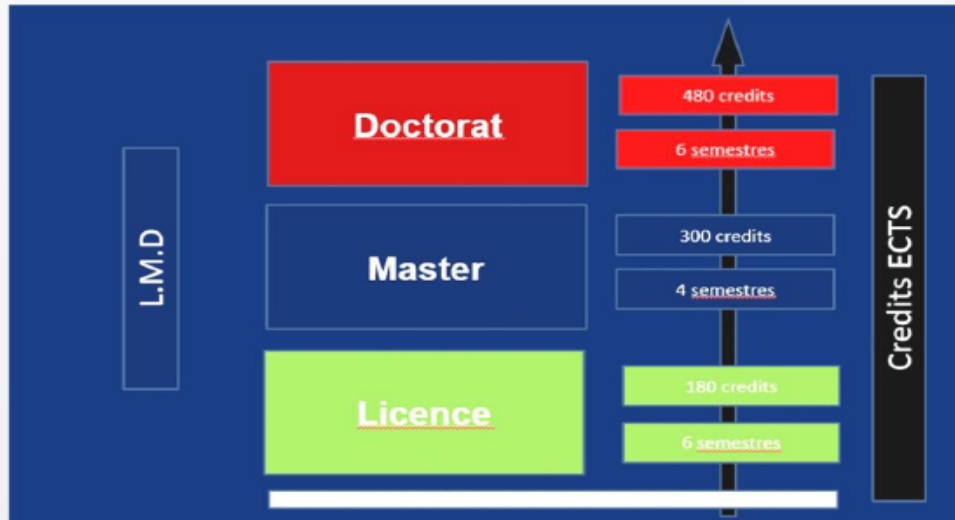 L.M.D
Doctorat
480 credits
6 semestres
Master
300 credits
4 semestres
Licence
180 credits
6 semestres
Credits ECTS